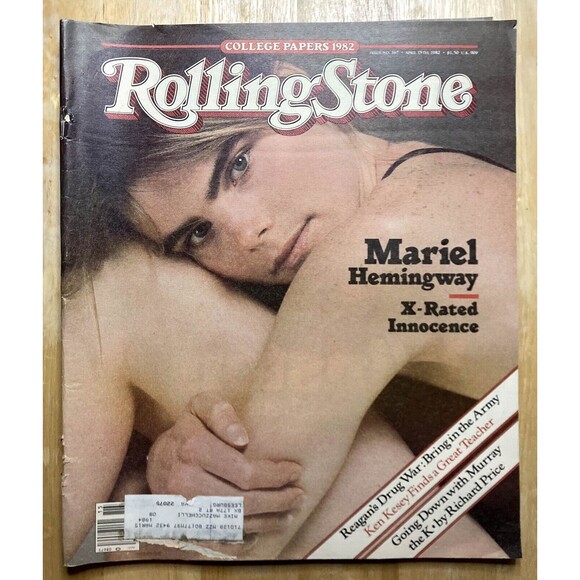 COLLEGE PAPERS 1982
RollingStone
Mariel
Hemingway
X-Rated
Innocence
Reagan's Drug War: Bring in the Army
Ken Kesey Finds a Great Teacher
Going Down with Murray
the K • by Richard Price